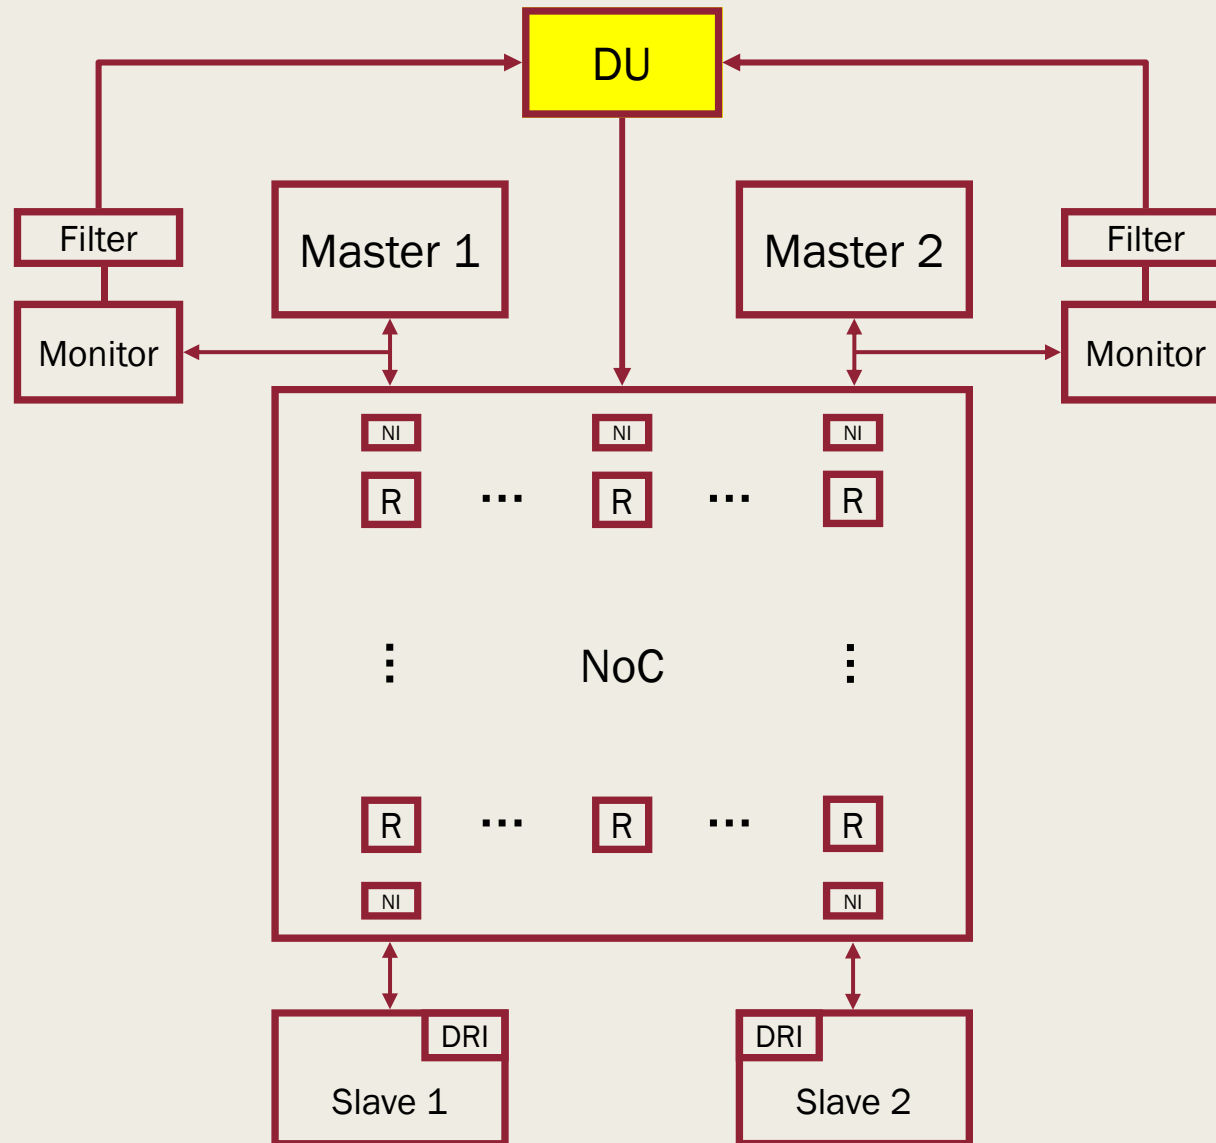 DU
Filter
Master 1
Master 2
Filter
Monitor
Monitor
NI
NI
NI
R
...
R
...
R
⋮
NoC
⋮
R
...
R
...
R
NI
NI
DRI
DRI
Slave 1
Slave 2